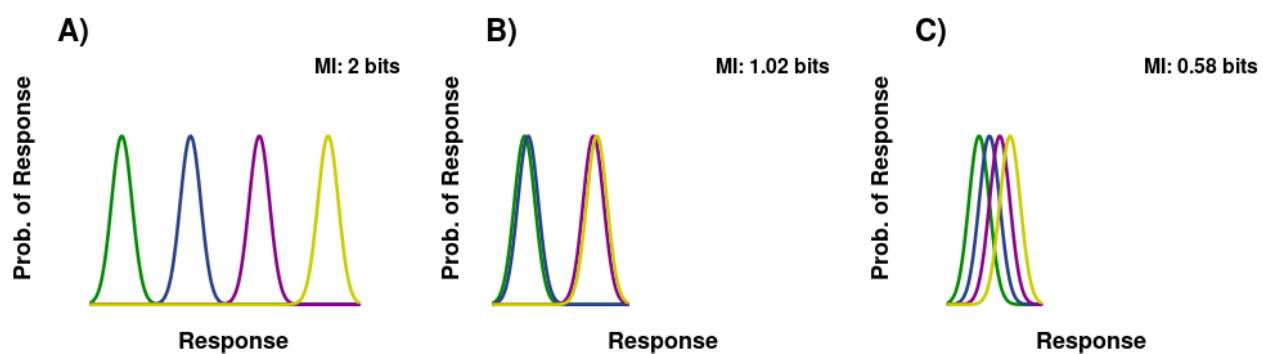 A)
MI: 2 bits
Prob. of Response
Response
B)
MI: 1.02 bits
Prob. of Response
Response
C)
MI: 0.58 bits
Prob. of Response
Response